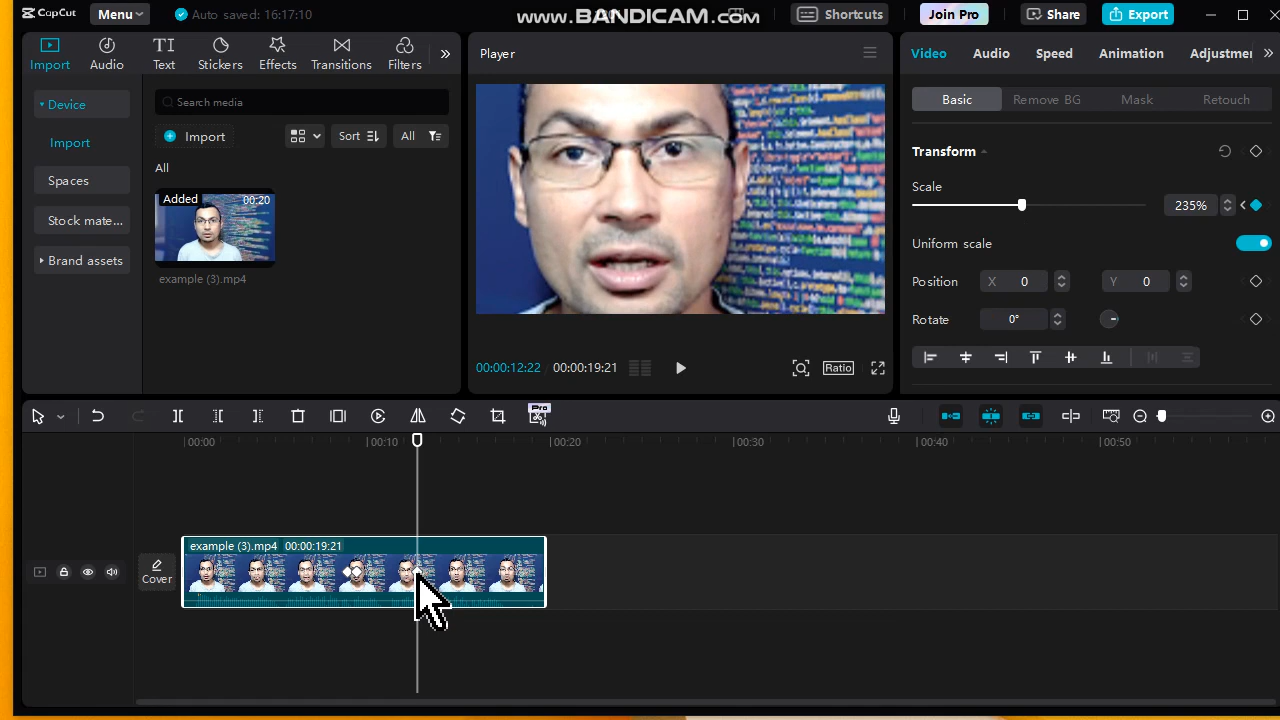 CapCut
Menu
Auto saved: 16:17:10
www.BANDICAM.com
Shortcuts
Join Pro
Share
Export
Import
Audio
Text
Stickers
Effects
Transitions
Filters
Player
Video
Audio
Speed
Animation
Adjustmer
Device
Import
Spaces
Stock mate...
Brand assets
Search media
Import
Sort
All
All
Added
00:20
example (3).mp4
00:00:12:22
00:00:19:21
Ratio
Basic
Remove BG
Mask
Retouch
Transform
Scale
235%
Uniform scale
Position
X 0
Y 0
Rotate
0°
Pro
00:00
00:10
00:20
00:30
00:40
00:50
Cover
example (3).mp4 00:00:19:21